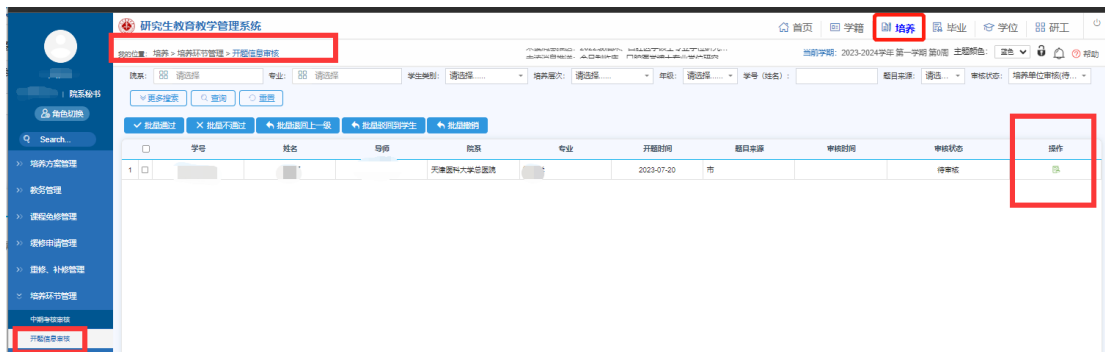 研究生教育教学管理系统
首页 学籍 培养 毕业 学位 研工
我的位置: 培养 > 培养环节管理 > 开题信息审核
当前学期: 2023-2024学年 第一学期 第0周 主题颜色: 蓝色 帮助
院系: 请选择 专业: 请选择 学生类别: 请选择...... 培养层次: 请选择...... 年级: 请选择...... 学号(姓名): 题目来源: 请选... 审核状态: 培养单位审核(待...
院系秘书
更多搜索 查询 重置
角色切换
批量通过 批量不通过 批量退回上一级 批量驳回到学生 批量撤销
Search...
学号 姓名 导师 院系 专业 开题时间 题目来源 审核时间 审核状态 操作
1 天津医科大学总医院 2023-07-20 市 待审核
培养方案管理
教务管理
课程免修管理
缓修申请管理
重修、补修管理
培养环节管理
中期考核审核
开题信息审核